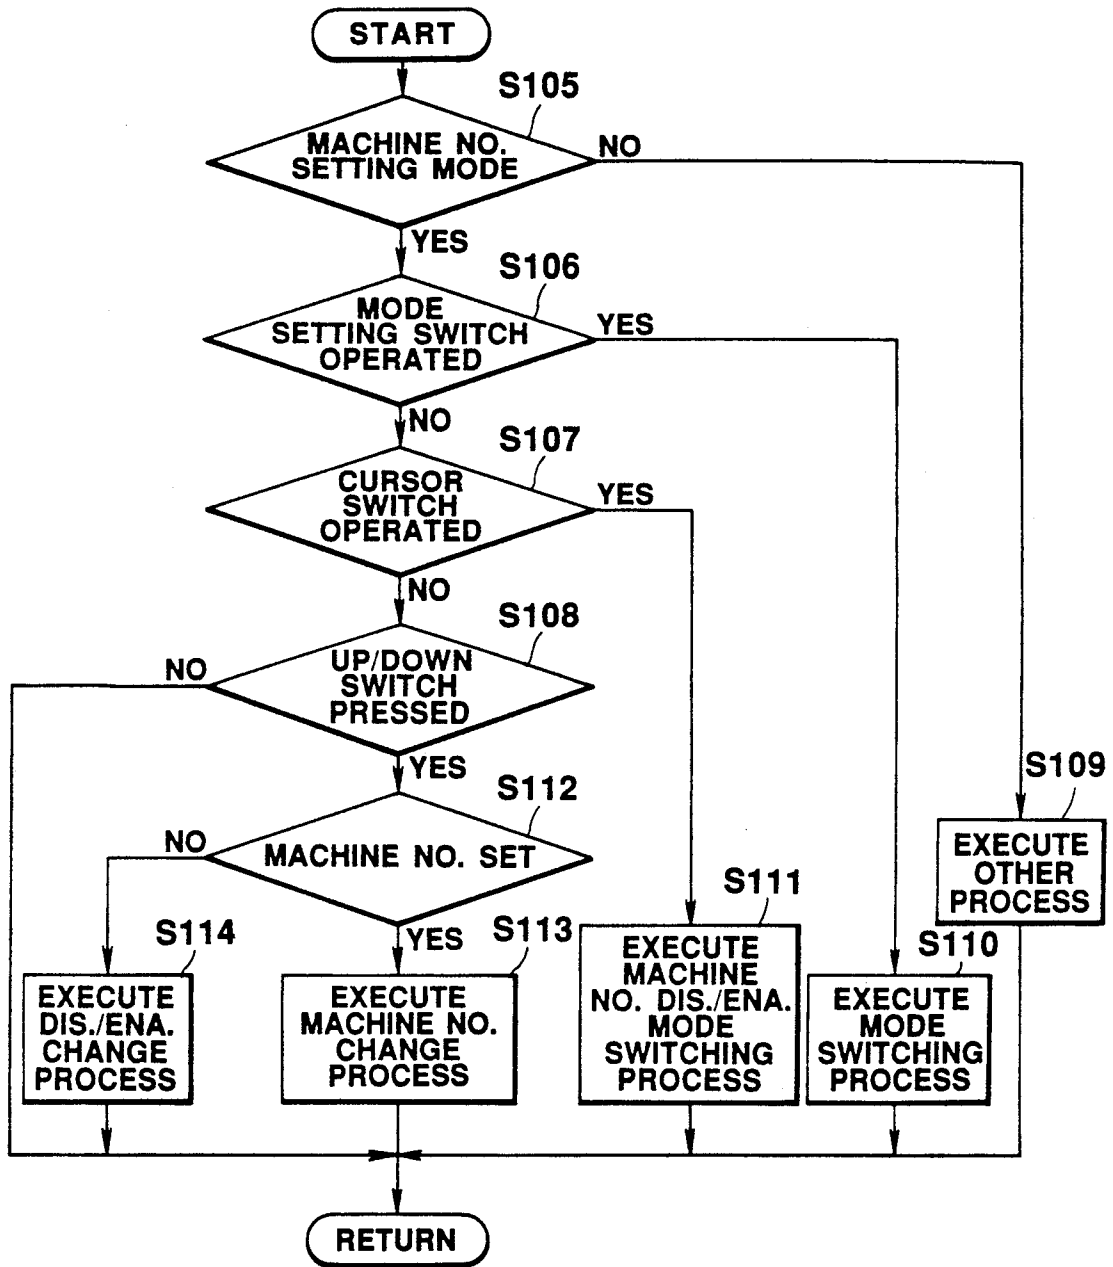 START
S105
MACHINE NO.
SETTING MODE
NO
YES
S106
MODE
SETTING SWITCH
OPERATED
YES
NO
S107
CURSOR
SWITCH
OPERATED
YES
NO
S108
UP/DOWN
SWITCH
PRESSED
NO
YES
S112
MACHINE NO. SET
NO
YES
S109
EXECUTE
OTHER
PROCESS
S114
EXECUTE
DIS./ENA.
CHANGE
PROCESS
S113
EXECUTE
MACHINE NO.
CHANGE
PROCESS
S111
EXECUTE
MACHINE
NO. DIS./ENA.
MODE
SWITCHING
PROCESS
S110
EXECUTE
MODE
SWITCHING
PROCESS
RETURN